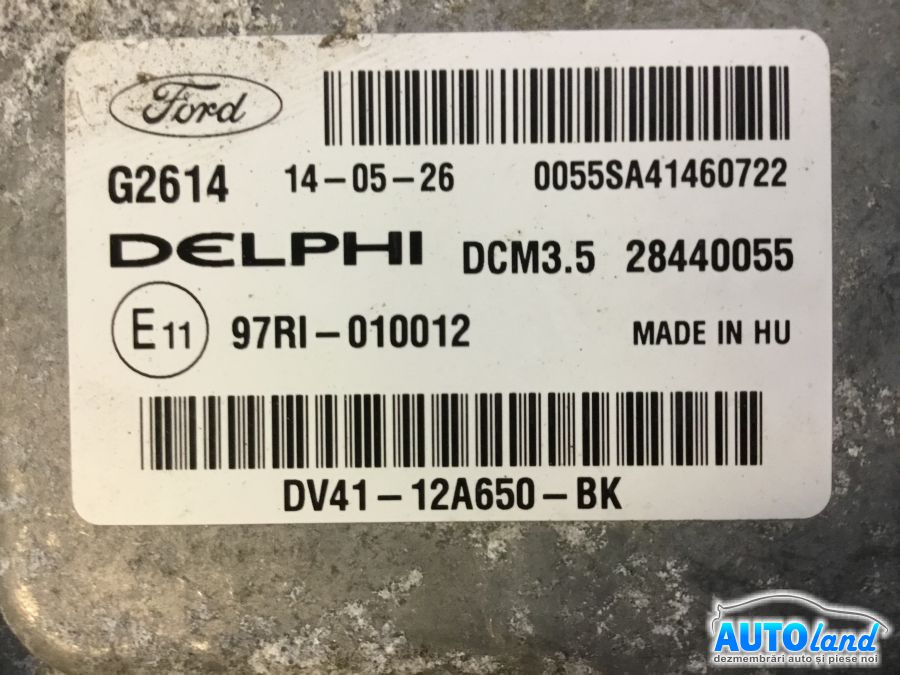 Ford
G2614 14-05-26 0055SA41460722
DELPHI DCM3.5 28440055
E11 97RI-010012 MADE IN HU
DV41-12A650-BK
AUTOland
dezmembrări auto și piese noi